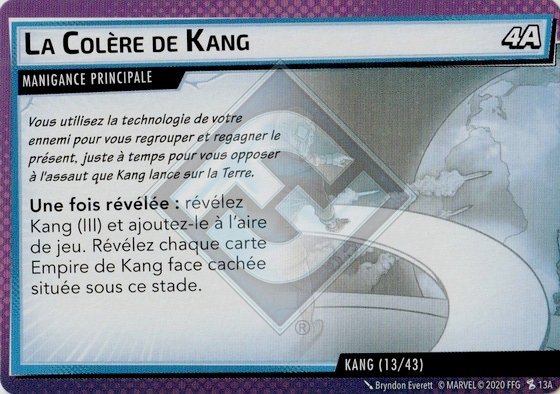 La Colère de Kang
4A
MANIGANCE PRINCIPALE
Vous utilisez la technologie de votre
ennemi pour vous regrouper et regagner le
présent, juste à temps pour vous opposer
à l'assaut que Kang lance sur la Terre.
Une fois révélée : révélez
Kang (III) et ajoutez-le à l'aire
de jeu. Révélez chaque carte
Empire de Kang face cachée
située sous ce stade.
®
KANG (13/43)
Bryndon Everett © MARVEL © 2020 FFG 13A